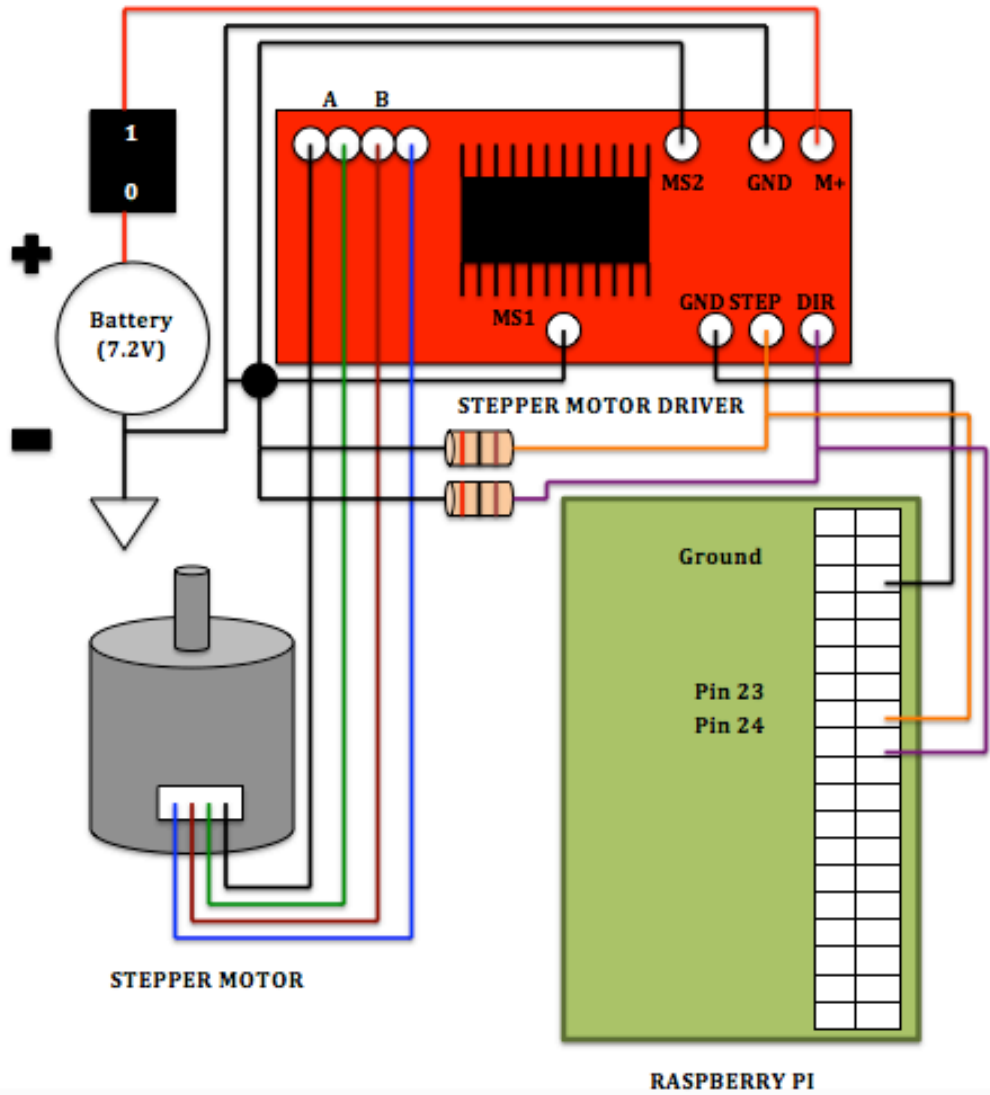 A B
1
0
MS2 GND M+
Battery
(7.2V)
MS1
GND STEP DIR
STEPPER MOTOR DRIVER
Ground
Pin 23
Pin 24
STEPPER MOTOR
RASPBERRY PI